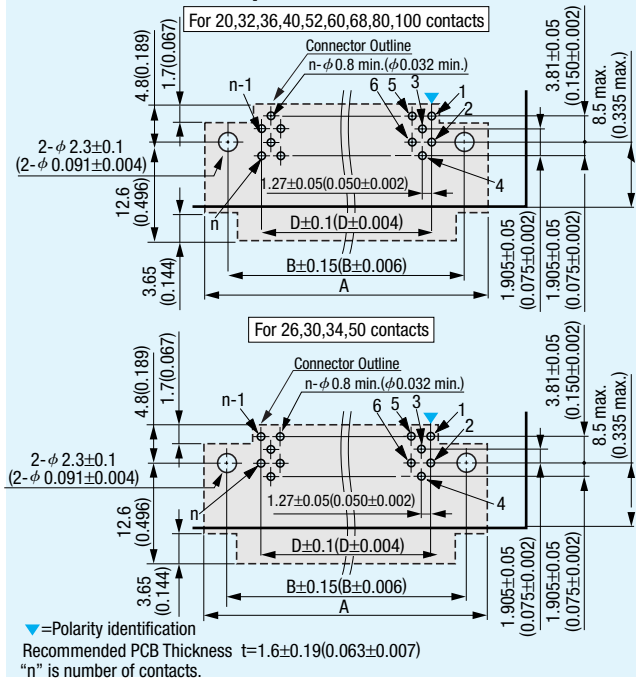 For 20,32,36,40,52,60,68,80,100 contacts
Connector Outline
n-ϕ0.8 min.(ϕ0.032 min.)
4.8(0.189)
1.7(0.067)
n-1
6
5
3
1
2
4
3.81±0.05
(0.150±0.002)
8.5 max.
(0.335 max.)
2-ϕ 2.3±0.1
(2-ϕ 0.091±0.004)
12.6
(0.496)
1.27±0.05(0.050±0.002)
n
D±0.1(D±0.004)
3.65
(0.144)
B±0.15(B±0.006)
A
1.905±0.05
(0.075±0.002)
1.905±0.05
(0.075±0.002)
For 26,30,34,50 contacts
Connector Outline
n-ϕ0.8 min.(ϕ0.032 min.)
4.8(0.189)
1.7(0.067)
n-1
6
5
3
1
2
4
3.81±0.05
(0.150±0.002)
8.5 max.
(0.335 max.)
2-ϕ 2.3±0.1
(2-ϕ 0.091±0.004)
12.6
(0.496)
1.27±0.05(0.050±0.002)
n
D±0.1(D±0.004)
3.65
(0.144)
B±0.15(B±0.006)
A
1.905±0.05
(0.075±0.002)
1.905±0.05
(0.075±0.002)
▼=Polarity identification
Recommended PCB Thickness t=1.6±0.19(0.063±0.007)
“n” is number of contacts.